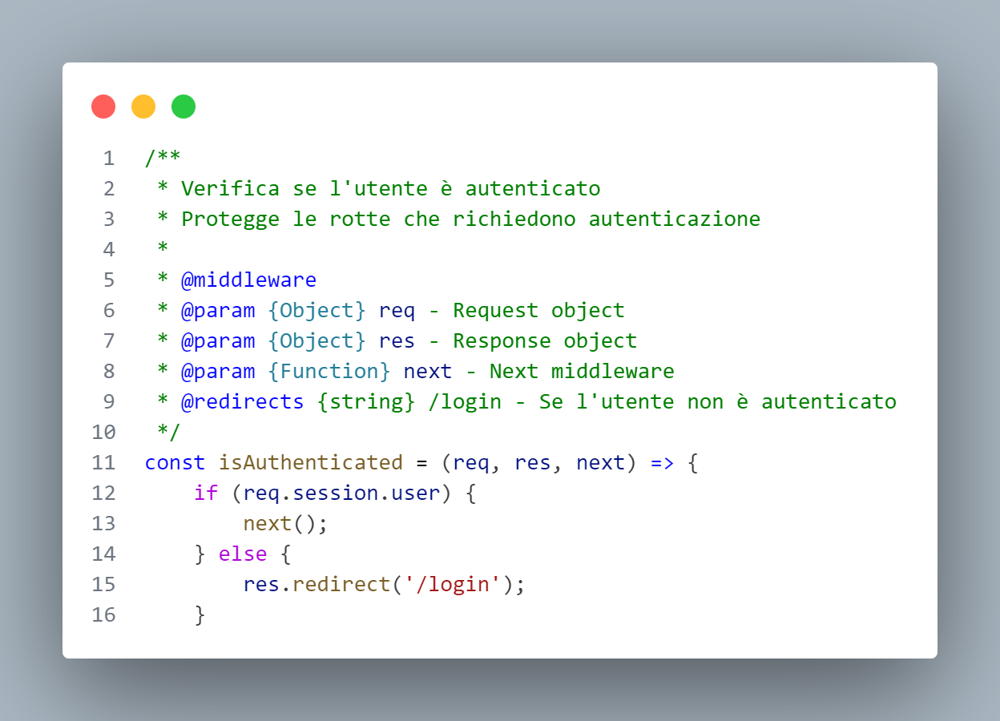 1 /**
2  * Verifica se l'utente è autenticato
3  * Protegge le rotte che richiedono autenticazione
4  *
5  * @middleware
6  * @param {Object} req - Request object
7  * @param {Object} res - Response object
8  * @param {Function} next - Next middleware
9  * @redirects {string} /login - Se l'utente non è autenticato
10  */
11 const isAuthenticated = (req, res, next) => {
12     if (req.session.user) {
13         next();
14     } else {
15         res.redirect('/login');
16     }